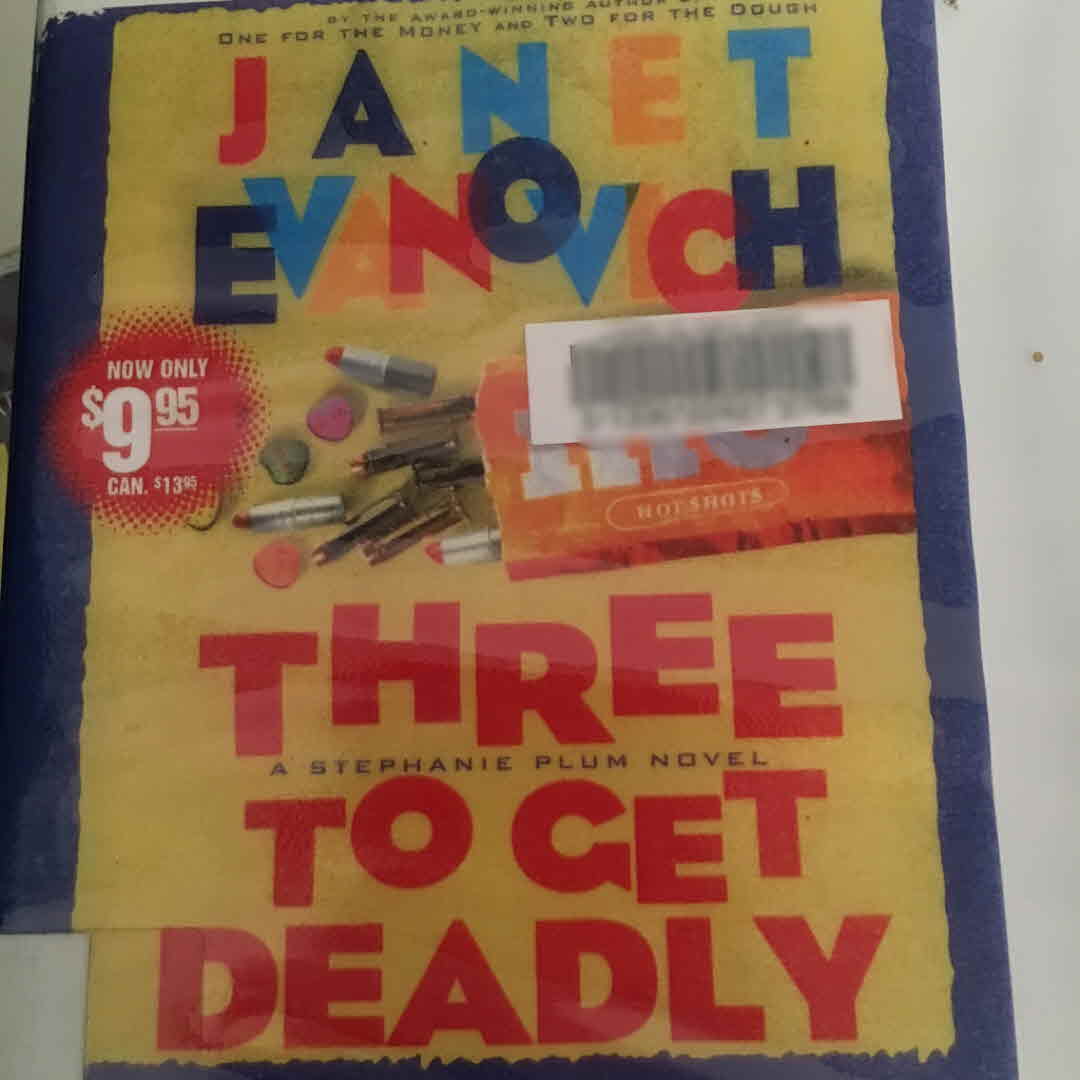 BY THE AWARD-WINNING AUTHOR
ONE FOR THE MONEY AND TWO FOR THE DOUGH
JANET
EVANOVICH
NOW ONLY
$9.95
CAN. $13.95
HOT SHOTS
THREE
A STEPHANIE PLUM NOVEL
TO GET
DEADLY